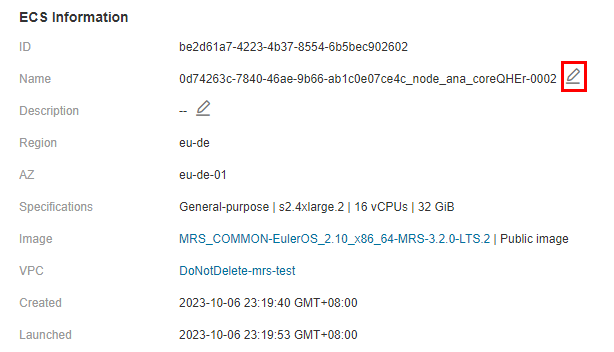 ECS Information
ID be2d61a7-4223-4b37-8554-6b5bec902602
Name 0d74263c-7840-46ae-9b66-ab1c0e07ce4c_node_ana_coreQHEr-0002
Description --
Region eu-de
AZ eu-de-01
Specifications General-purpose | s2.4xlarge.2 | 16 vCPUs | 32 GiB
Image MRS_COMMON-EulerOS_2.10_x86_64-MRS-3.2.0-LTS.2 | Public image
VPC DoNotDelete-mrs-test
Created 2023-10-06 23:19:40 GMT+08:00
Launched 2023-10-06 23:19:53 GMT+08:00